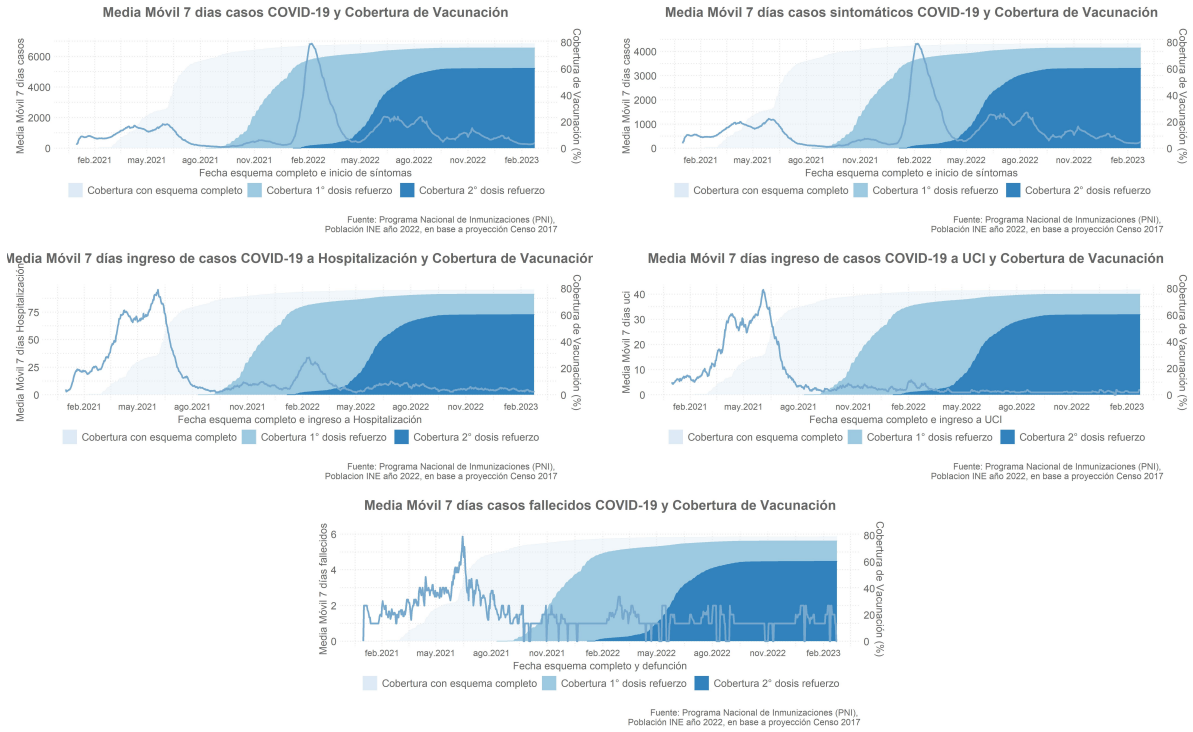 Media Móvil 7 dias casos COVID-19 y Cobertura de Vacunación
Media Móvil 7 días casos
6000
4000
2000
0
80
60
40
20
0
Cobertura de Vacunación (%)
feb.2021 may.2021 ago.2021 nov.2021 feb.2022 may.2022 ago.2022 nov.2022 feb.2023
Fecha esquema completo e inicio de síntomas
Cobertura con esquema completo Cobertura 1° dosis refuerzo Cobertura 2° dosis refuerzo
Fuente: Programa Nacional de Inmunizaciones (PNI),
Población INE año 2022, en base a proyección Censo 2017
Media Móvil 7 días casos sintomáticos COVID-19 y Cobertura de Vacunación
Media Móvil 7 días casos
4000
3000
2000
1000
0
80
60
40
20
0
Cobertura de Vacunación (%)
feb.2021 may.2021 ago.2021 nov.2021 feb.2022 may.2022 ago.2022 nov.2022 feb.2023
Fecha esquema completo e inicio de síntomas
Cobertura con esquema completo Cobertura 1° dosis refuerzo Cobertura 2° dosis refuerzo
Fuente: Programa Nacional de Inmunizaciones (PNI),
Población INE año 2022, en base a proyección Censo 2017
Media Móvil 7 días ingreso de casos COVID-19 a Hospitalización y Cobertura de Vacunación
Media Móvil 7 días Hospitalización
75
50
25
0
80
60
40
20
0
Cobertura de Vacunación (%)
feb.2021 may.2021 ago.2021 nov.2021 feb.2022 may.2022 ago.2022 nov.2022 feb.2023
Fecha esquema completo e ingreso a Hospitalización
Cobertura con esquema completo Cobertura 1° dosis refuerzo Cobertura 2° dosis refuerzo
Fuente: Programa Nacional de Inmunizaciones (PNI),
Poblacion INE año 2022, en base a proyección Censo 2017
Media Móvil 7 días ingreso de casos COVID-19 a UCI y Cobertura de Vacunación
Media Móvil 7 días uci
40
30
20
10
0
80
60
40
20
0
Cobertura de Vacunación (%)
feb.2021 may.2021 ago.2021 nov.2021 feb.2022 may.2022 ago.2022 nov.2022 feb.2023
Fecha esquema completo e ingreso a UCI
Cobertura con esquema completo Cobertura 1° dosis refuerzo Cobertura 2° dosis refuerzo
Fuente: Programa Nacional de Inmunizaciones (PNI),
Poblacion INE año 2022, en base a proyección Censo 2017
Media Móvil 7 días casos fallecidos COVID-19 y Cobertura de Vacunación
Media Móvil 7 días fallecidos
6
4
2
0
80
60
40
20
0
Cobertura de Vacunación (%)
feb.2021 may.2021 ago.2021 nov.2021 feb.2022 may.2022 ago.2022 nov.2022 feb.2023
Fecha esquema completo y defunción
Cobertura con esquema completo Cobertura 1° dosis refuerzo Cobertura 2° dosis refuerzo
Fuente: Programa Nacional de Inmunizaciones (PNI),
Población INE año 2022, en base a proyección Censo 2017